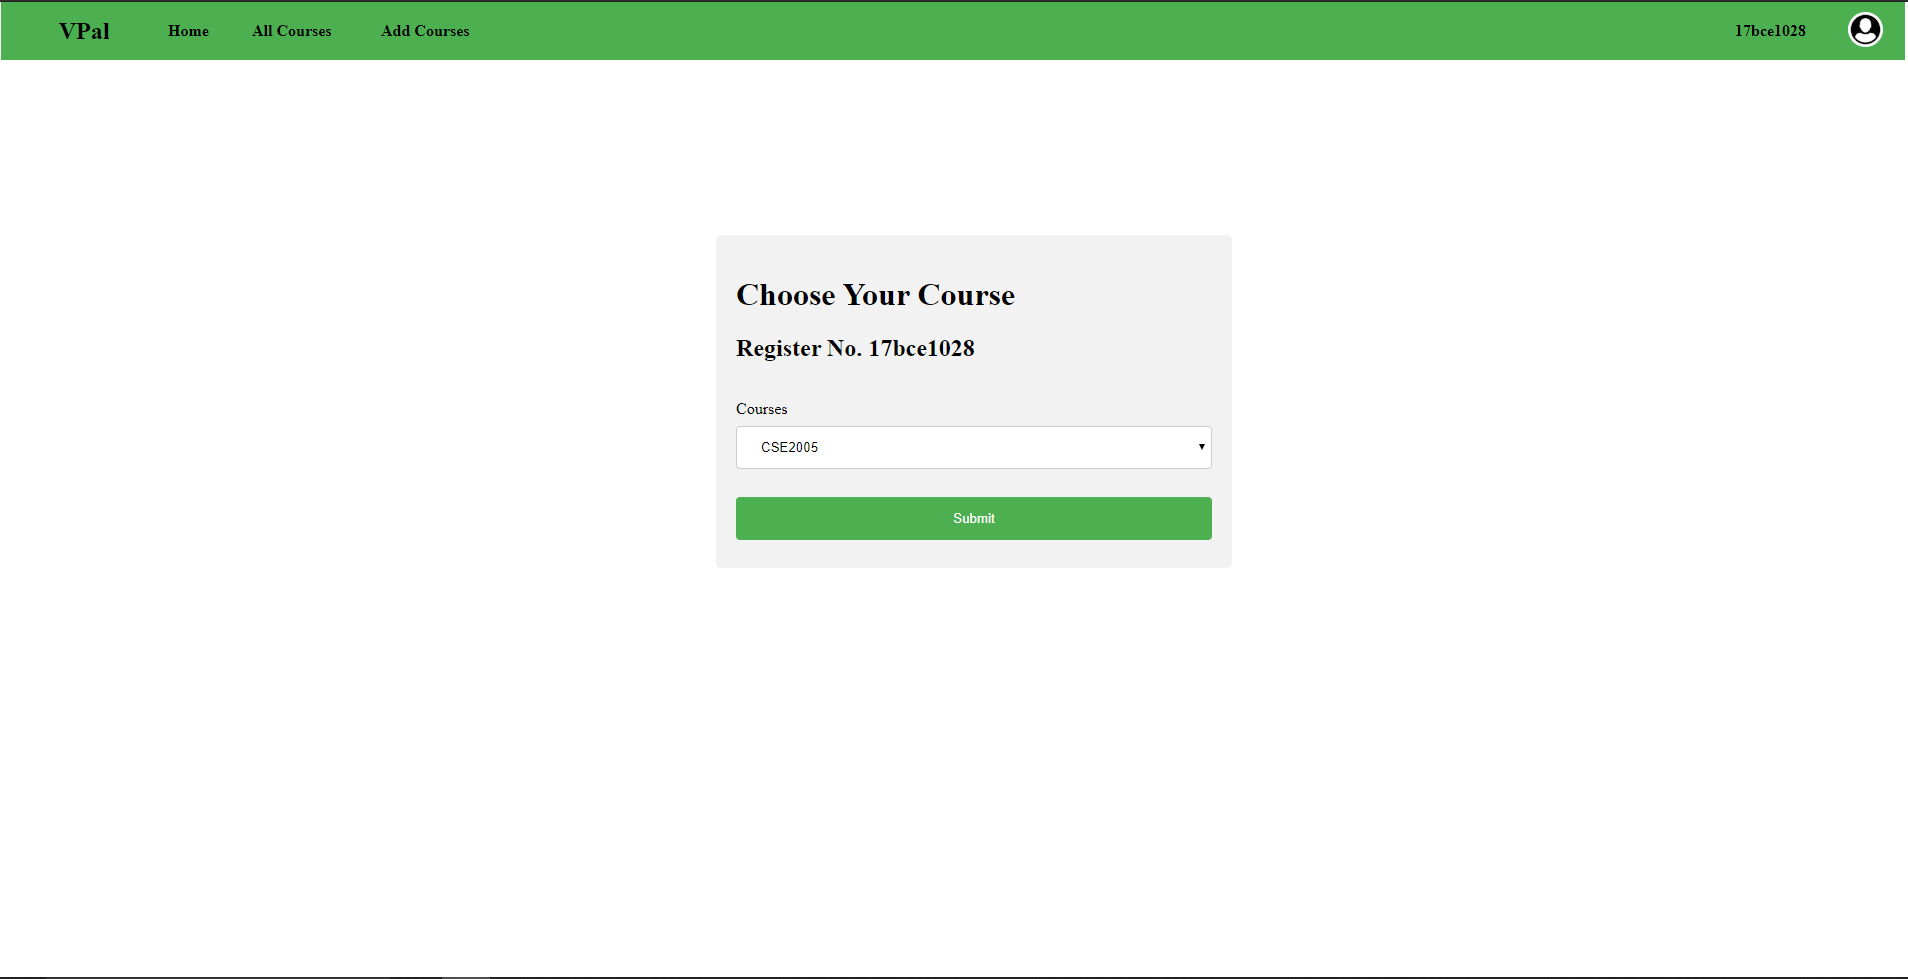 VPal Home All Courses Add Courses 17bce1028
Choose Your Course
Register No. 17bce1028
Courses
CSE2005
Submit